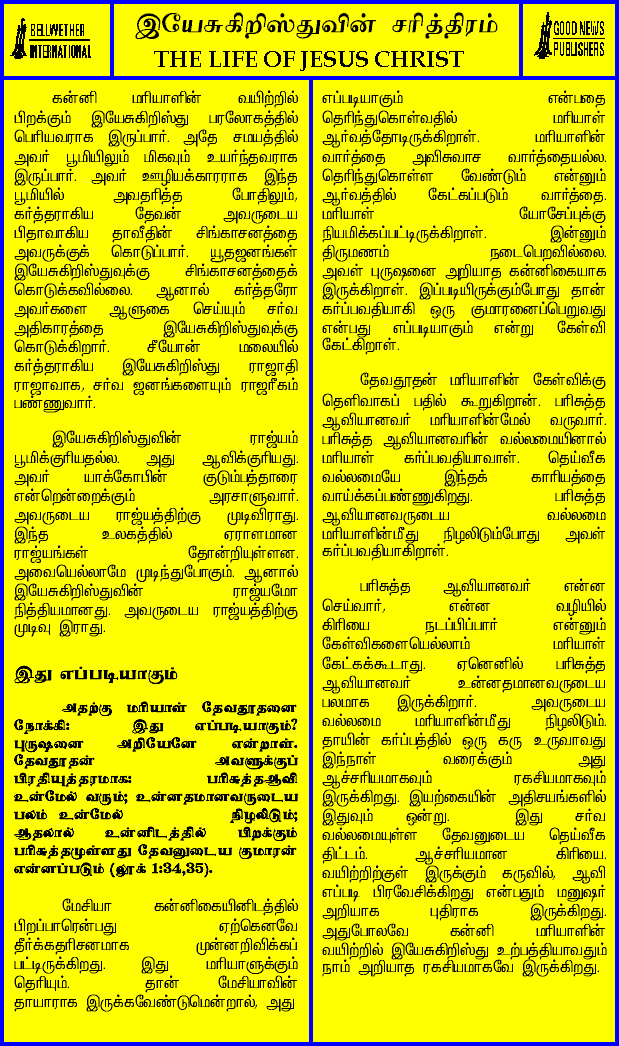 BELLWETHER
INTERNATIONAL
இயேசுகிறிஸ்துவின் சரித்திரம்
THE LIFE OF JESUS CHRIST
GOOD NEWS
PUBLISHERS
கன்னி மரியாளின் வயிற்றில்
பிறக்கும் இயேசுகிறிஸ்து பரலோகத்தில்
பெரியவராக இருப்பார். அதே சமயத்தில்
அவர் பூமியிலும் மிகவும் உயர்ந்தவராக
இருப்பார். அவர் ஊழியக்காரராக இந்த
பூமியில் அவதரித்த போதிலும்,
கர்த்தராகிய தேவன் அவருடைய
பிதாவாகிய தாவீதின் சிங்காசனத்தை
அவருக்குக் கொடுப்பார். யூதஜனங்கள்
இயேசுகிறிஸ்துவுக்கு சிங்காசனத்தைக்
கொடுக்கவில்லை. ஆனால் கர்த்தரோ
அவர்களை ஆளுகை செய்யும் சர்வ
அதிகாரத்தை இயேசுகிறிஸ்துவுக்கு
கொடுக்கிறார். சீயோன் மலையில்
கர்த்தராகிய இயேசுகிறிஸ்து ராஜாதி
ராஜாவாக, சர்வ ஜனங்களையும் ராஜரீகம்
பண்ணுவார்.
இயேசுகிறிஸ்துவின் ராஜ்யம்
பூமிக்குரியதல்ல. அது ஆவிக்குரியது.
அவர் யாக்கோபின் குடும்பத்தாரை
என்றென்றைக்கும் அரசாளுவார்.
அவருடைய ராஜ்யத்திற்கு முடிவிராது.
இந்த உலகத்தில் ஏராளமான
ராஜ்யங்கள் தோன்றியுள்ளன.
அவையெல்லாமே முடிந்துபோகும். ஆனால்
இயேசுகிறிஸ்துவின் ராஜ்யமோ
நித்தியமானது. அவருடைய ராஜ்யத்திற்கு
முடிவு இராது.
இது எப்படியாகும்
அதற்கு மரியாள் தேவதூதனை
நோக்கி: இது எப்படியாகும்?
புருஷனை அறியேனே என்றாள்.
தேவதூதன் அவளுக்குப்
பிரதியுத்தரமாக: பரிசுத்தஆவி
உன்மேல் வரும்; உன்னதமானவருடைய
பலம் உன்மேல் நிழலிடும்;
ஆதலால் உன்னிடத்தில் பிறக்கும்
பரிசுத்தமுள்ளது தேவனுடைய குமாரன்
என்னப்படும் (லூக் 1:34,35).
மேசியா கன்னிகையினிடத்தில்
பிறப்பாரென்பது ஏற்கெனவே
தீர்க்கதரிசனமாக முன்னறிவிக்கப்
பட்டிருக்கிறது. இது மரியாளுக்கும்
தெரியும். தான் மேசியாவின்
தாயாராக இருக்கவேண்டுமென்றால், அது
எப்படியாகும் என்பதை
தெரிந்துகொள்வதில் மரியாள்
ஆர்வத்தோடிருக்கிறாள். மரியாளின்
வார்த்தை அவிசுவாச வார்த்தையல்ல.
தெரிந்துகொள்ள வேண்டும் என்னும்
ஆர்வத்தில் கேட்கப்படும் வார்த்தை.
மரியாள் யோசேப்புக்கு
நியமிக்கப்பட்டிருக்கிறாள். இன்னும்
திருமணம் நடைபெறவில்லை.
அவள் புருஷனை அறியாத கன்னிகையாக
இருக்கிறாள். இப்படியிருக்கும்போது தான்
கர்ப்பவதியாகி ஒரு குமாரனைப்பெறுவது
என்பது எப்படியாகும் என்று கேள்வி
கேட்கிறாள்.
தேவதூதன் மரியாளின் கேள்விக்கு
தெளிவாகப் பதில் கூறுகிறான். பரிசுத்த
ஆவியானவர் மரியாளின்மேல் வருவார்.
பரிசுத்த ஆவியானவரின் வல்லமையினால்
மரியாள் கர்ப்பவதியாவாள். தெய்வீக
வல்லமையே இந்தக் காரியத்தை
வாய்க்கப்பண்ணுகிறது. பரிசுத்த
ஆவியானவருடைய வல்லமை
மரியாளின்மீது நிழலிடும்போது அவள்
கர்ப்பவதியாகிறாள்.
பரிசுத்த ஆவியானவர் என்ன
செய்வார், என்ன வழியில்
கிரியை நடப்பிப்பார் என்னும்
கேள்விகளையெல்லாம் மரியாள்
கேட்கக்கூடாது. ஏனெனில் பரிசுத்த
ஆவியானவர் உன்னதமானவருடைய
பலமாக இருக்கிறார். அவருடைய
வல்லமை மரியாளின்மீது நிழலிடும்.
தாயின் கர்ப்பத்தில் ஒரு கரு உருவாவது
இந்நாள் வரைக்கும் அது
ஆச்சரியமாகவும் ரகசியமாகவும்
இருக்கிறது. இயற்கையின் அதிசயங்களில்
இதுவும் ஒன்று. இது சர்வ
வல்லமையுள்ள தேவனுடைய தெய்வீக
திட்டம். ஆச்சரியமான கிரியை.
வயிற்றிற்குள் இருக்கும் கருவில், ஆவி
எப்படி பிரவேசிக்கிறது என்பதும் மனுஷர்
அறியாக புதிராக இருக்கிறது.
அதுபோலவே கன்னி மரியாளின்
வயிற்றில் இயேசுகிறிஸ்து உற்பத்தியாவதும்
நாம் அறியாத ரகசியமாகவே இருக்கிறது.